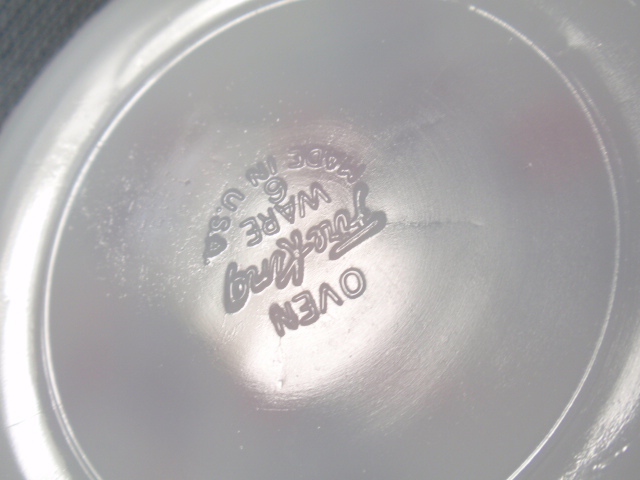 OVEN
Fire-King
WARE
6
MADE IN U.S.A.